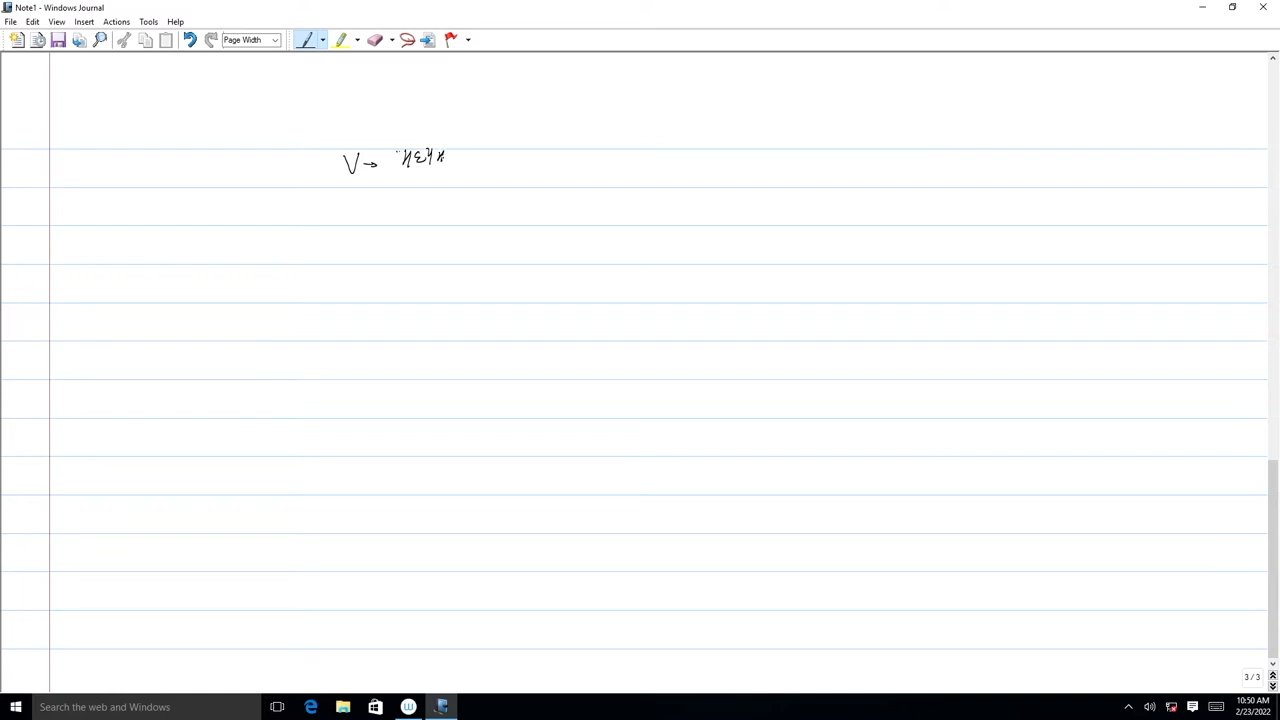 Note1 - Windows Journal
File Edit View Insert Actions Tools Help
Page Width
V →
3 / 3
Search the web and Windows
10:50 AM
2/23/2022